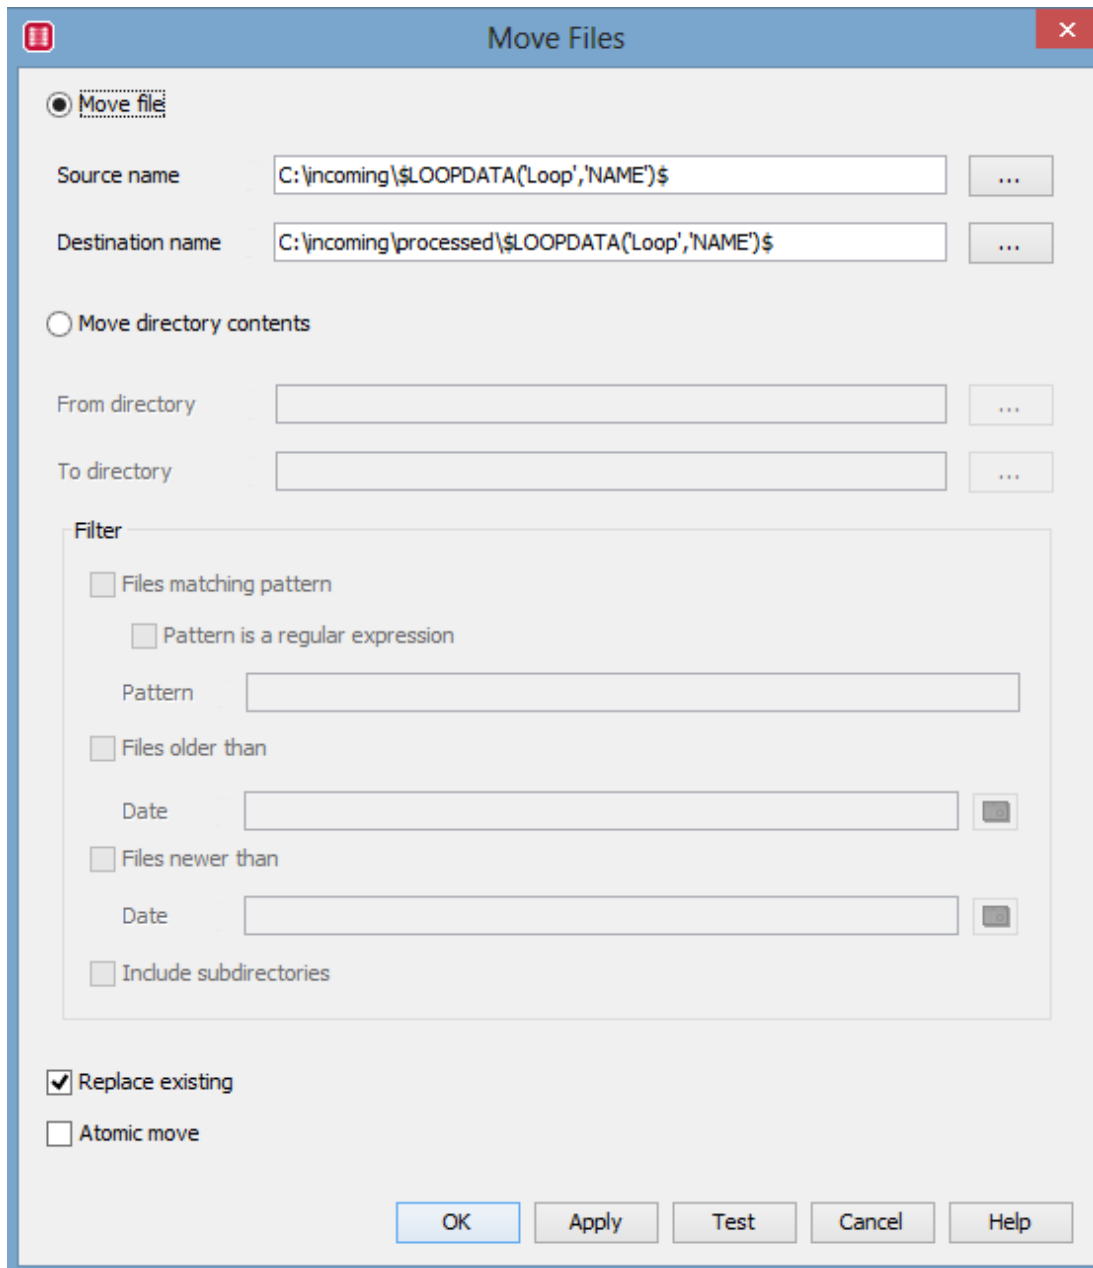 Move Files
Move file
Source name C:\incoming\$LOOPDATA('Loop','NAME')$ ...
Destination name C:\incoming\processed\$LOOPDATA('Loop','NAME')$ ...
Move directory contents
From directory ...
To directory ...
Filter
Files matching pattern
Pattern is a regular expression
Pattern
Files older than
Date
Files newer than
Date
Include subdirectories
Replace existing
Atomic move
OK Apply Test Cancel Help